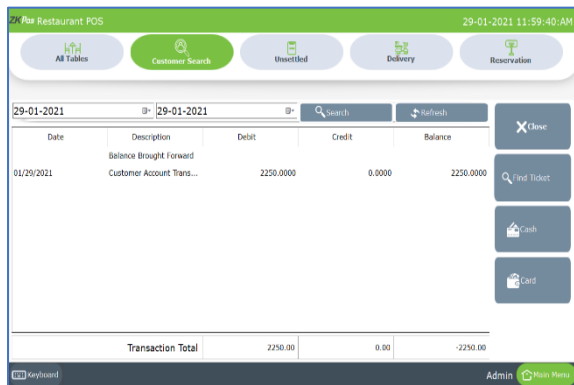 ZKPos Restaurant POS 29-01-2021 11:59:40:AM
All Tables Customer Search Unsettled Delivery Reservation
29-01-2021 29-01-2021 Search Refresh
Close
Date Description Debit Credit Balance
Balance Brought Forward
01/29/2021 Customer Account Trans... 2250.0000 0.0000 2250.0000
Find Ticket
Cash
Card
Transaction Total 2250.00 0.00 -2250.00
Keyboard Admin Main Menu